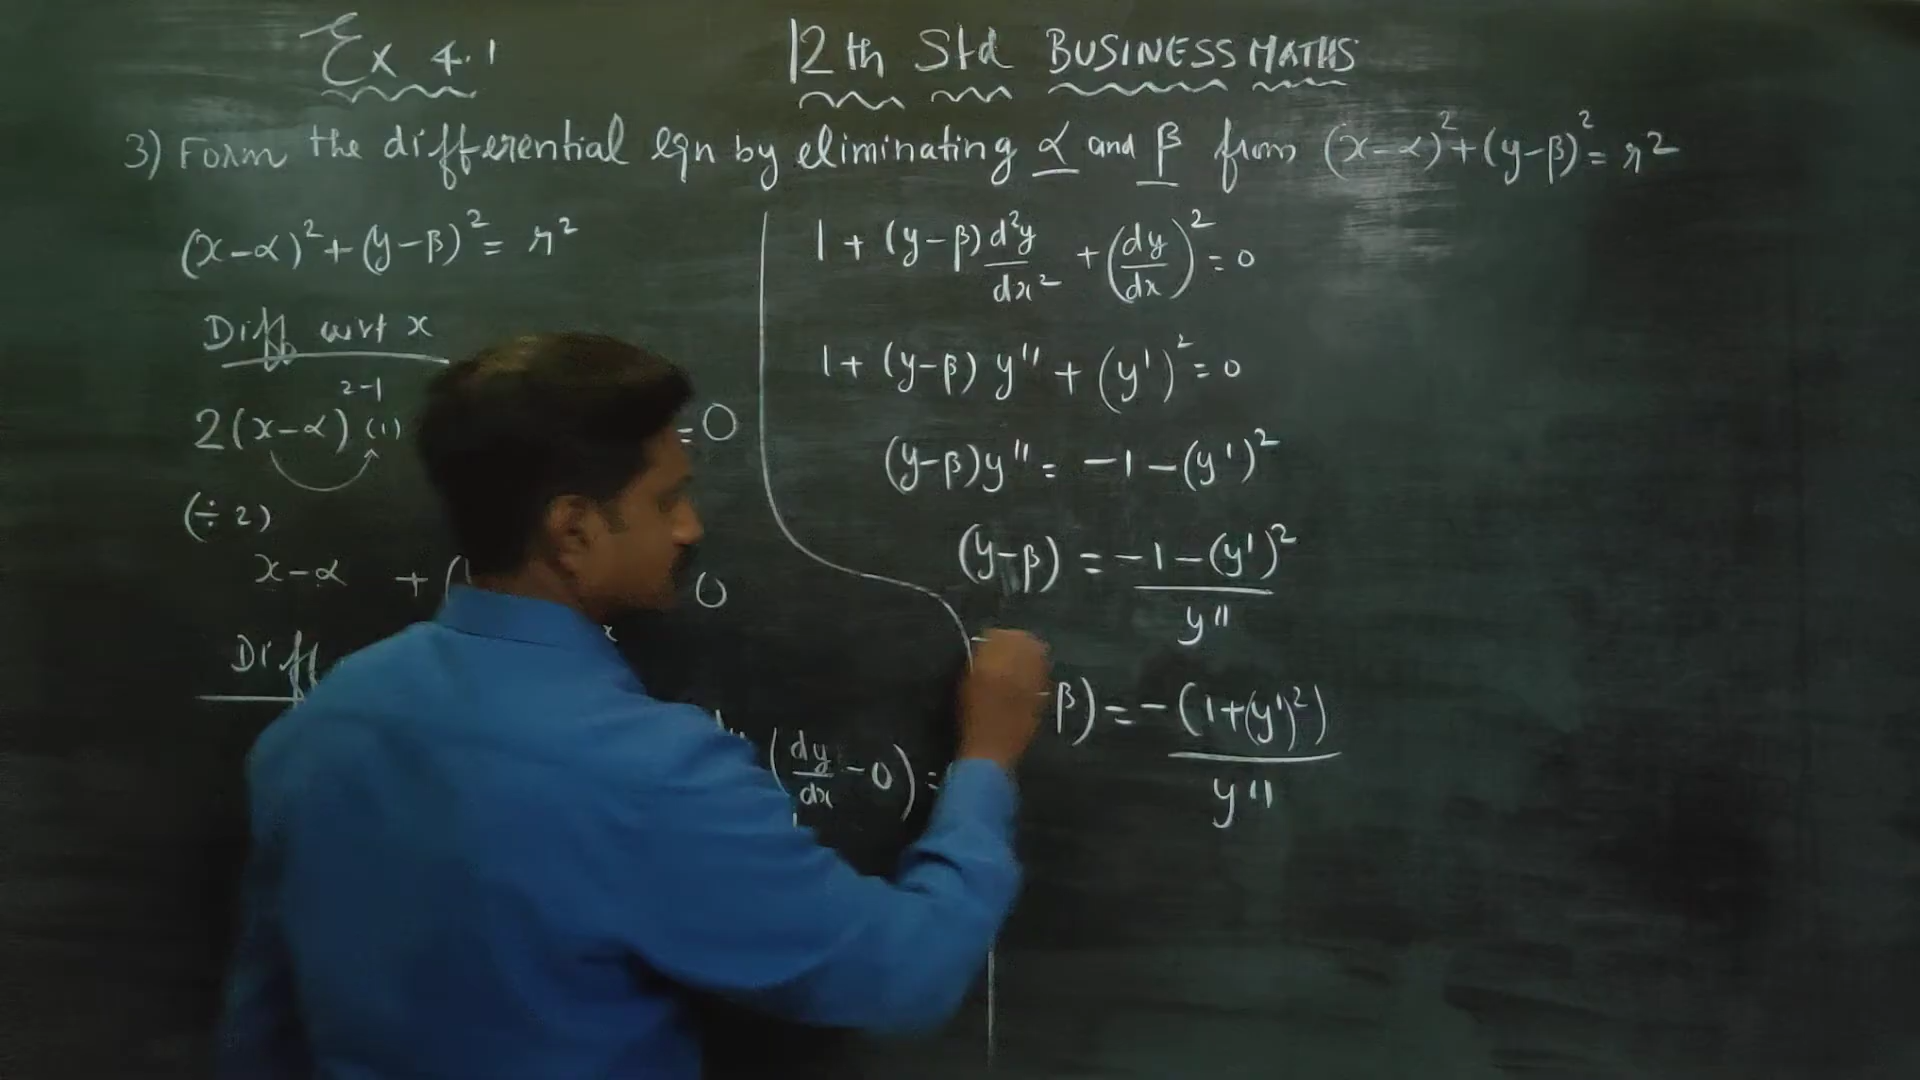 Ex 4.1
12th Std BUSINESS MATHS
3) Form the differential eqn by eliminating α and β from (x-α)²+(y-β)²= r²
(x-α)²+(y-β)²= r²
Diff wrt x
2(x-α)²⁻¹ (1) =0
(÷2)
x-α + ( 0
Diff x
(dy/dx - 0) =
1 + (y-β) d²y/dx² + (dy/dx)² = 0
1+ (y-β) y" + (y')² = 0
(y-β)y" = -1-(y')²
(y-β) = -1-(y')²/y"
-β) = -(1+(y')²)/y"